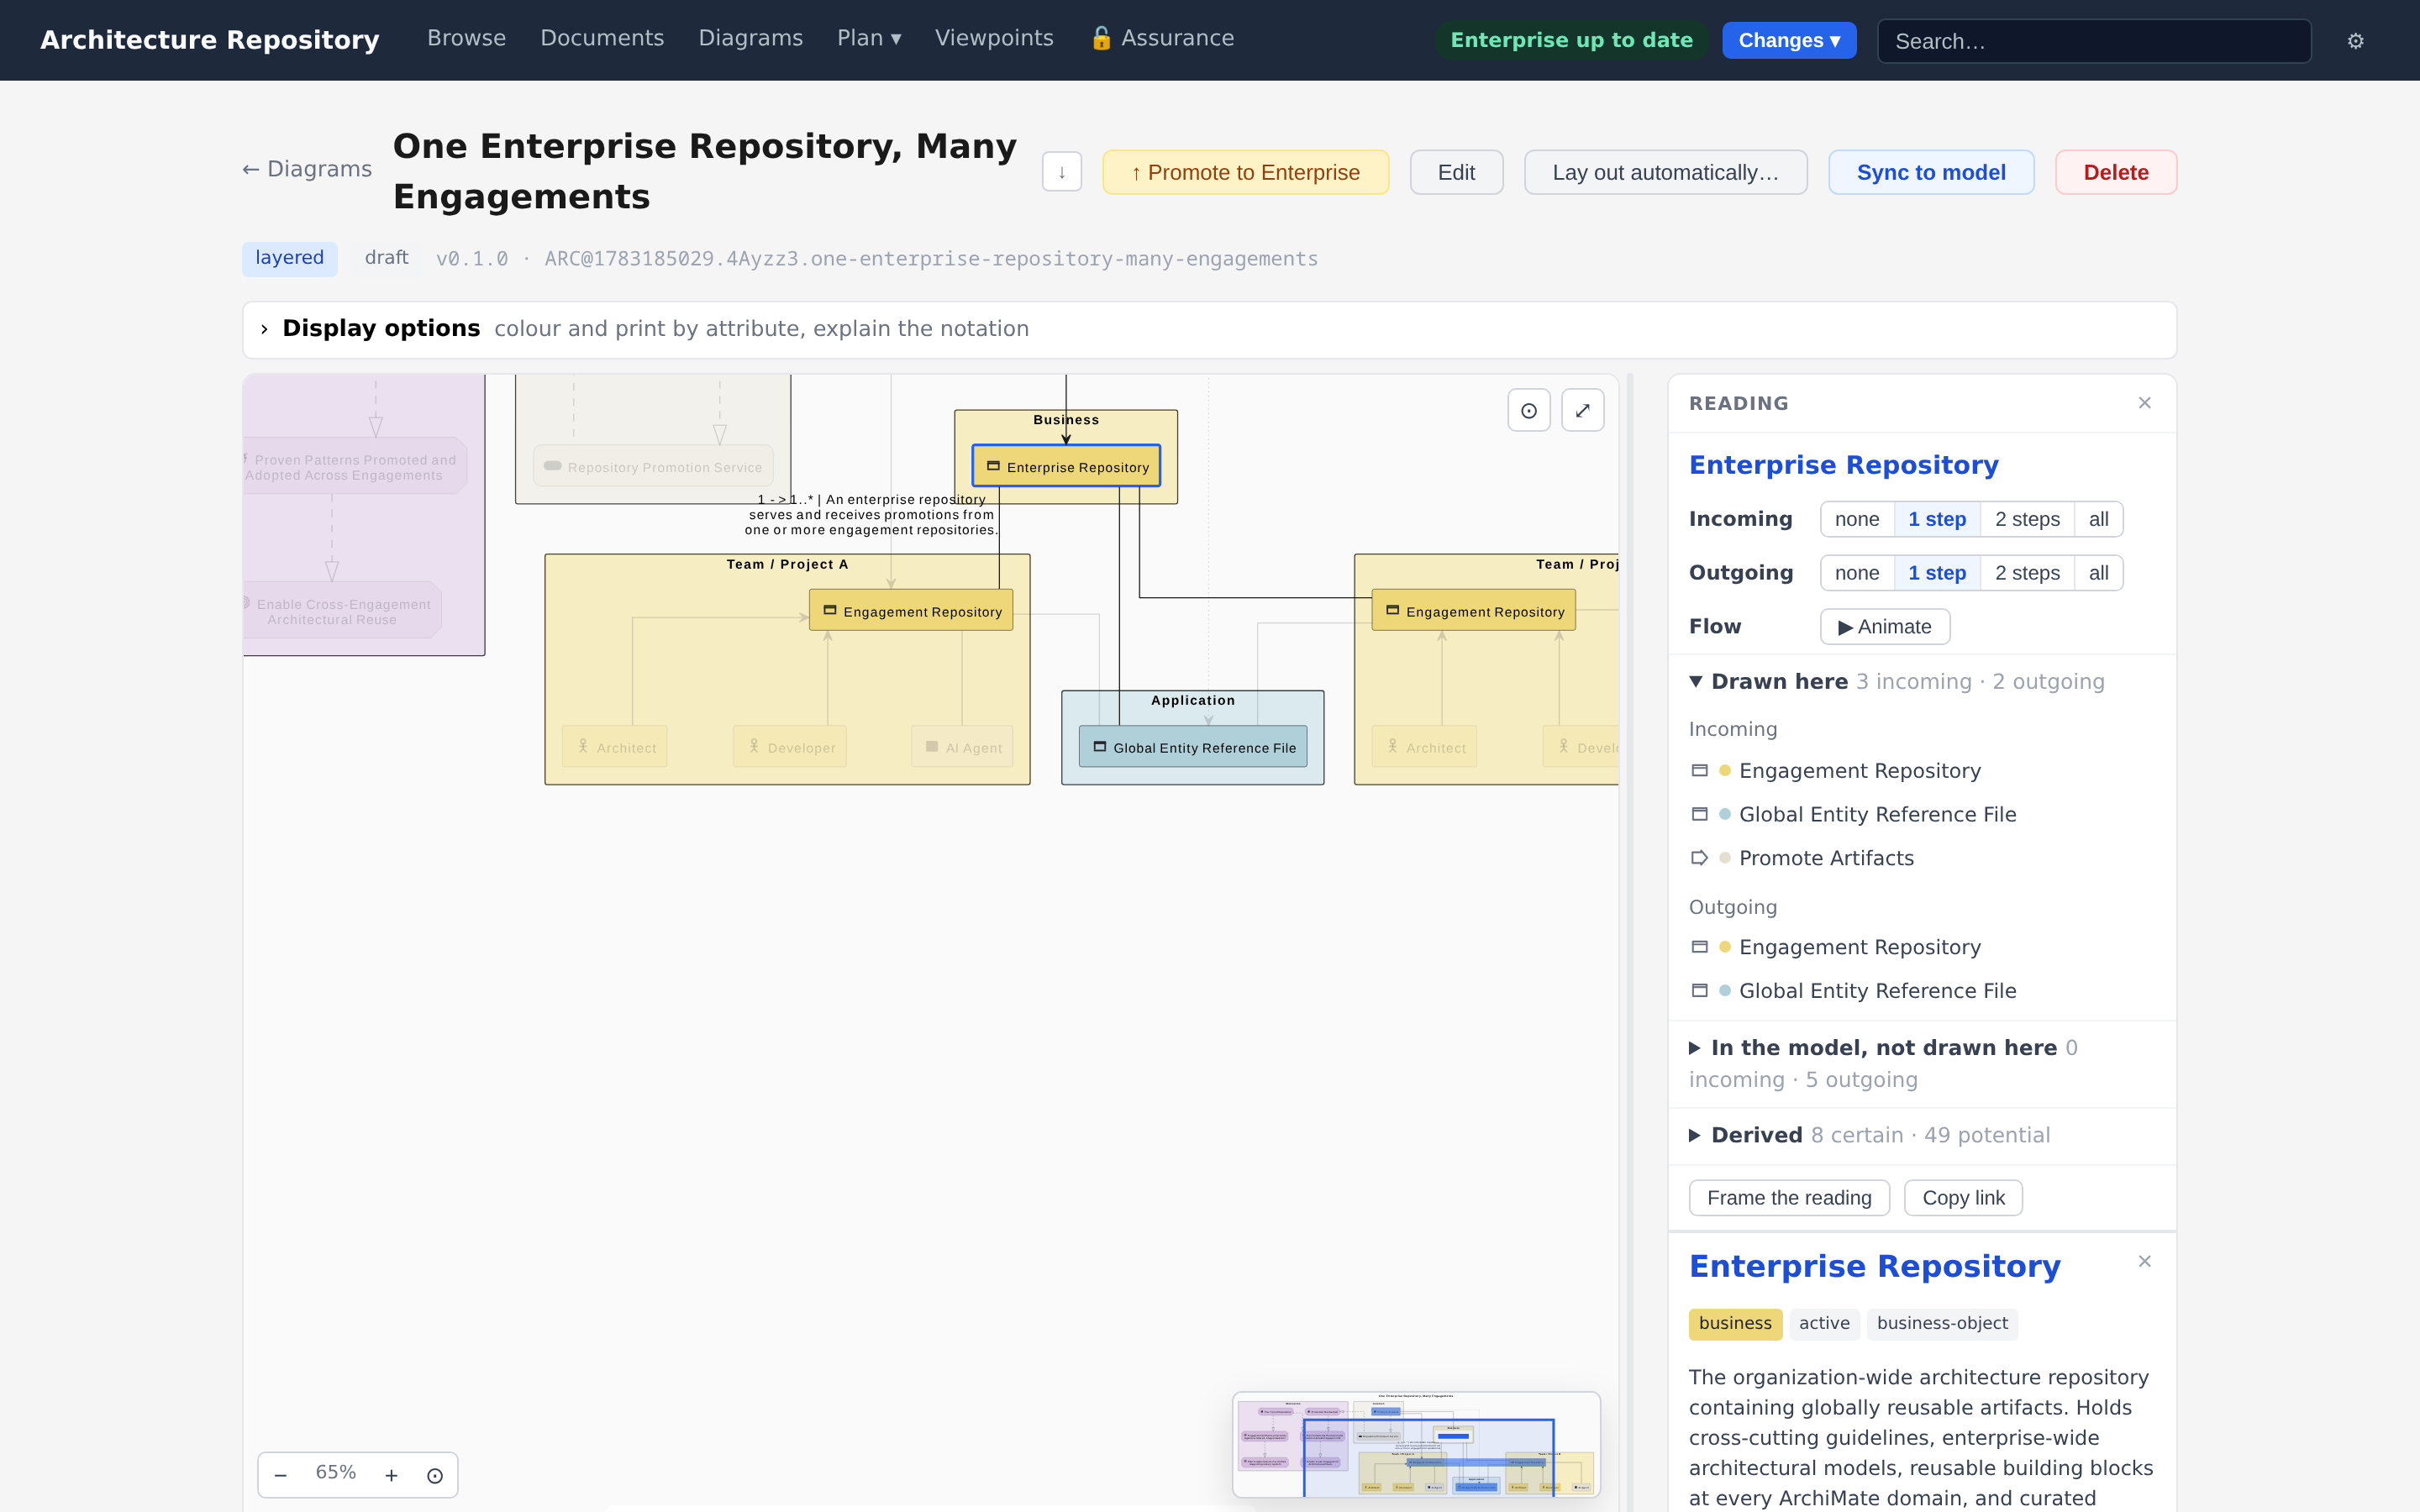 Architecture Repository
Browse
Documents
Diagrams
Plan ▾
Viewpoints
🔓 Assurance
Enterprise up to date
Changes ▾
Search…
⚙
← Diagrams
One Enterprise Repository, Many
Engagements
↓
↑ Promote to Enterprise
Edit
Lay out automatically…
Sync to model
Delete
layered
draft
v0.1.0 · ARC@1783185029.4Ayzz3.one-enterprise-repository-many-engagements
› Display options colour and print by attribute, explain the notation
Proven Patterns Promoted and
Adopted Across Engagements
Enable Cross-Engagement
Architectural Reuse
Repository Promotion Service
Business
Enterprise Repository
1 -> 1..* | An enterprise repository
serves and receives promotions from
one or more engagement repositories.
Team / Project A
Engagement Repository
Architect
Developer
AI Agent
Application
Global Entity Reference File
Team / Proj
Engagement Repository
Architect
Develo
− 65% +
READING
×
Enterprise Repository
Incoming none 1 step 2 steps all
Outgoing none 1 step 2 steps all
Flow ▶ Animate
▼ Drawn here 3 incoming · 2 outgoing
Incoming
Engagement Repository
Global Entity Reference File
Promote Artifacts
Outgoing
Engagement Repository
Global Entity Reference File
▶ In the model, not drawn here 0
incoming · 5 outgoing
▶ Derived 8 certain · 49 potential
Frame the reading
Copy link
Enterprise Repository
×
business
active
business-object
The organization-wide architecture repository
containing globally reusable artifacts. Holds
cross-cutting guidelines, enterprise-wide
architectural models, reusable building blocks
at every ArchiMate domain, and curated